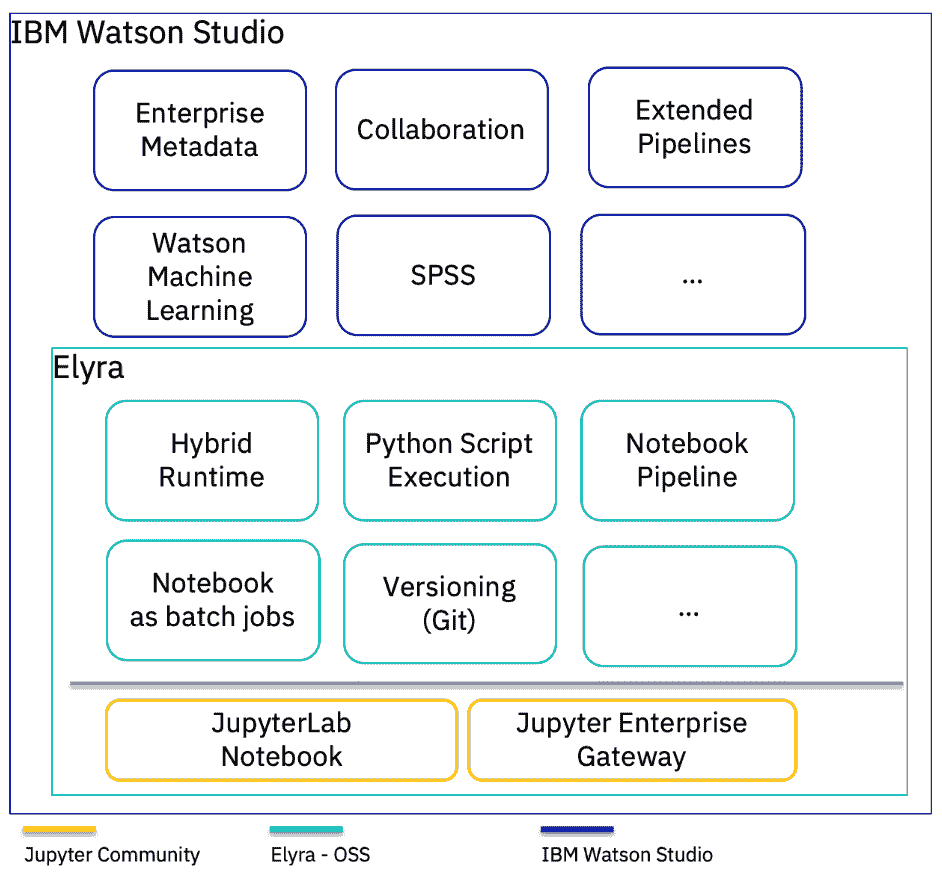 IBM Watson Studio
Enterprise
Metadata
Collaboration
Extended
Pipelines
Watson
Machine
Learning
SPSS
...
Elyra
Hybrid
Runtime
Python Script
Execution
Notebook
Pipeline
Notebook
as batch jobs
Versioning
(Git)
...
JupyterLab
Notebook
Jupyter Enterprise
Gateway
Jupyter Community
Elyra - OSS
IBM Watson Studio